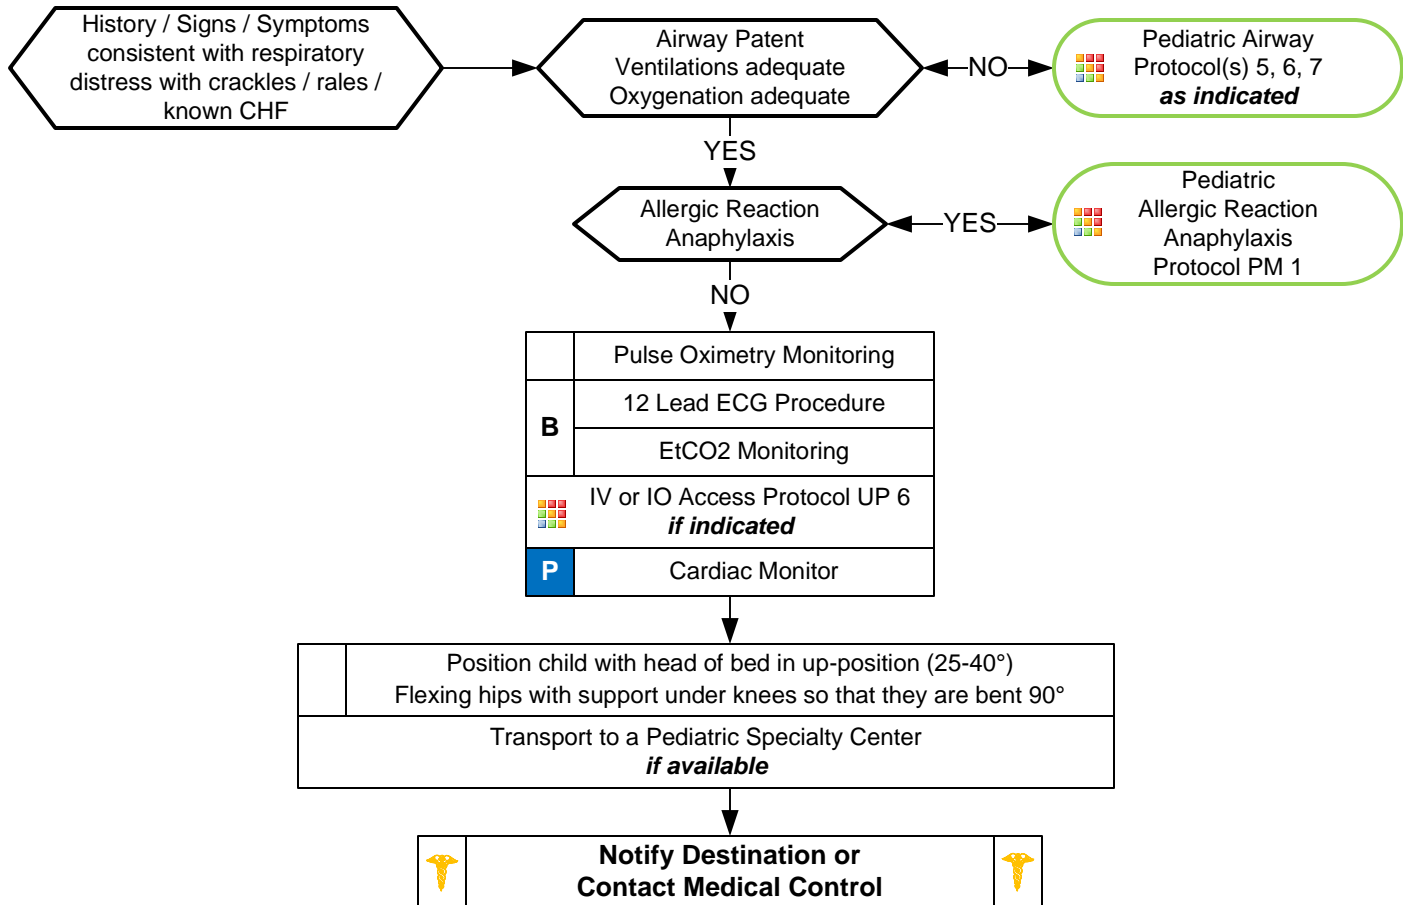 History / Signs / Symptoms
consistent with respiratory
distress with crackles / rales /
known CHF
Airway Patent
Ventilations adequate
Oxygenation adequate
NO
Pediatric Airway
Protocol(s) 5, 6, 7
as indicated
YES
Allergic Reaction
Anaphylaxis
YES
Pediatric
Allergic Reaction
Anaphylaxis
Protocol PM 1
NO
Pulse Oximetry Monitoring
B
12 Lead ECG Procedure
EtCO2 Monitoring
IV or IO Access Protocol UP 6
if indicated
P
Cardiac Monitor
Position child with head of bed in up-position (25-40°)
Flexing hips with support under knees so that they are bent 90°
Transport to a Pediatric Specialty Center
if available
Notify Destination or
Contact Medical Control